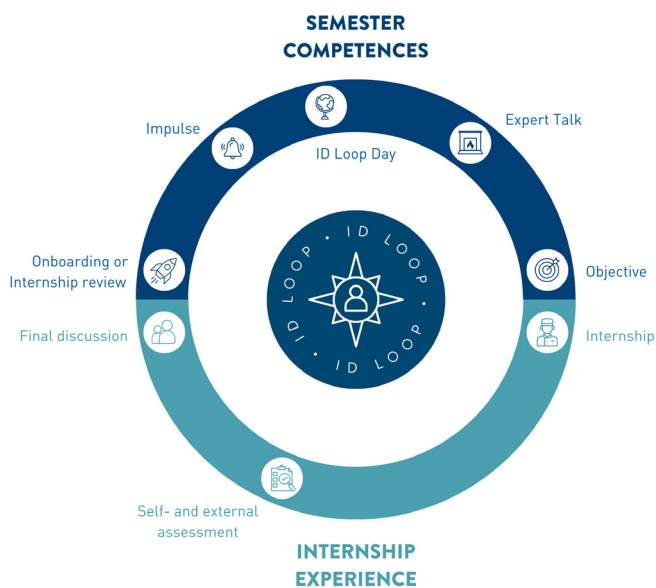 SEMESTER
COMPETENCES
Impulse
ID Loop Day
Expert Talk
Onboarding or
Internship review
Objective
ID LOOP • ID LOOP • ID LOOP •
Final discussion
Internship
Self- and external
assessment
INTERNSHIP
EXPERIENCE